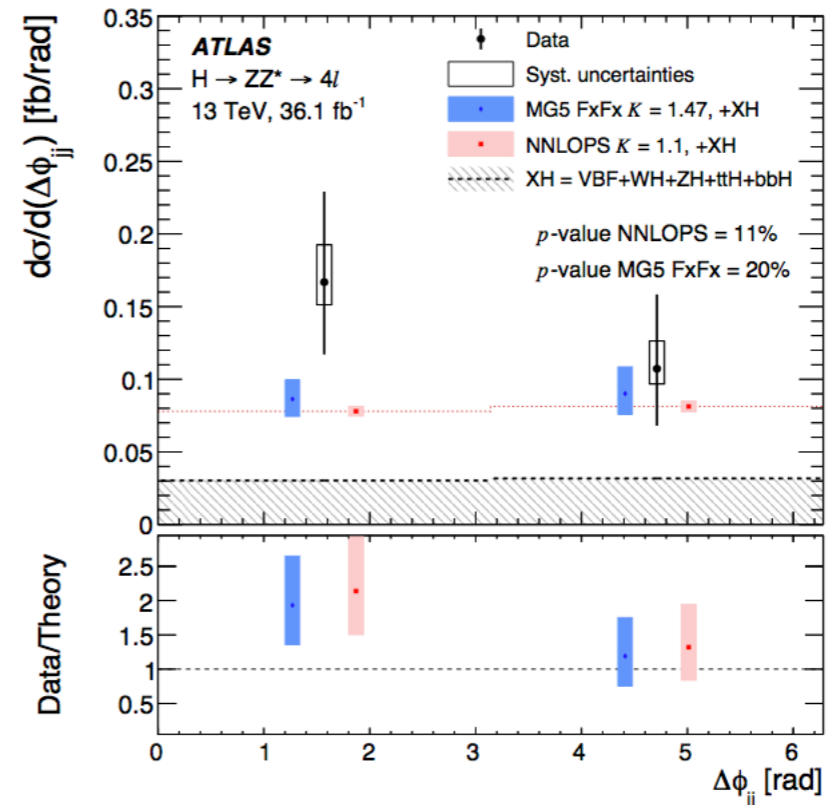 ATLAS
H → ZZ* → 4l
13 TeV, 36.1 fb⁻¹
Data
Syst. uncertainties
MG5 FxFx K = 1.47, +XH
NNLOPS K = 1.1, +XH
XH = VBF+WH+ZH+ttH+bbH
p-value NNLOPS = 11%
p-value MG5 FxFx = 20%
dσ/d(Δϕjj) [fb/rad]
0.35
0.3
0.25
0.2
0.15
0.1
0.05
0
Data/Theory
2.5
2
1.5
1
0.5
0 1 2 3 4 5 6
Δϕjj [rad]